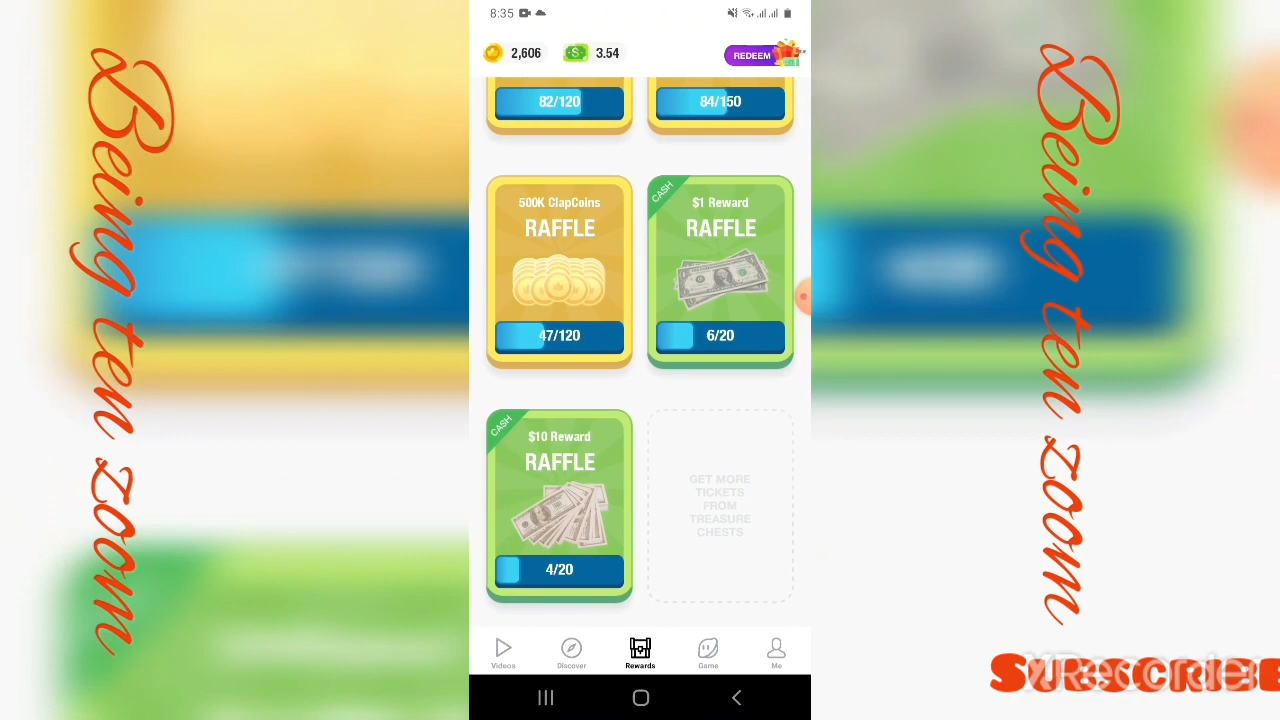 8:35
2,606
3.54
REDEEM
82/120
84/150
500K ClapCoins
RAFFLE
47/120
CASH
$1 Reward
RAFFLE
6/20
CASH
$10 Reward
RAFFLE
4/20
GET MORE
TICKETS
FROM
TREASURE
CHESTS
Videos
Discover
Rewards
Game
Me
Being ten zoom
Being ten zoom
SUBSCRIBE
XRecorder